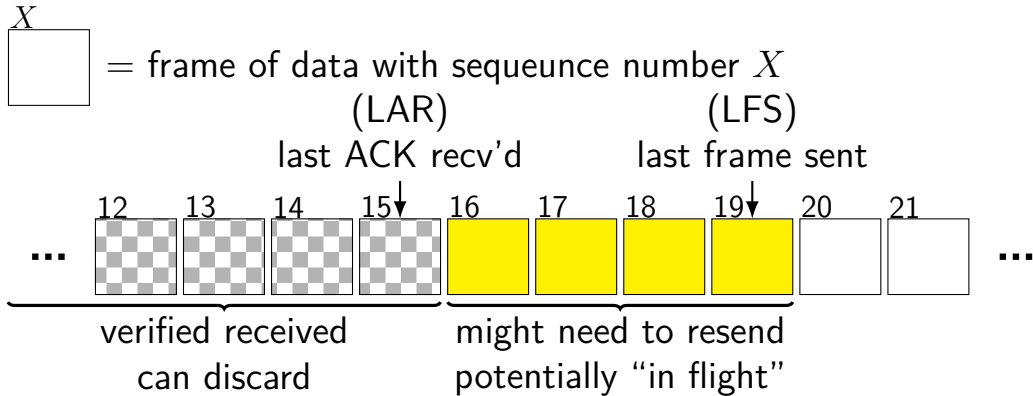 X
= frame of data with sequeunce number X
(LAR) (LFS)
last ACK recv'd last frame sent
12 13 14 15 16 17 18 19 20 21
... ...
verified received might need to resend
can discard potentially “in flight”